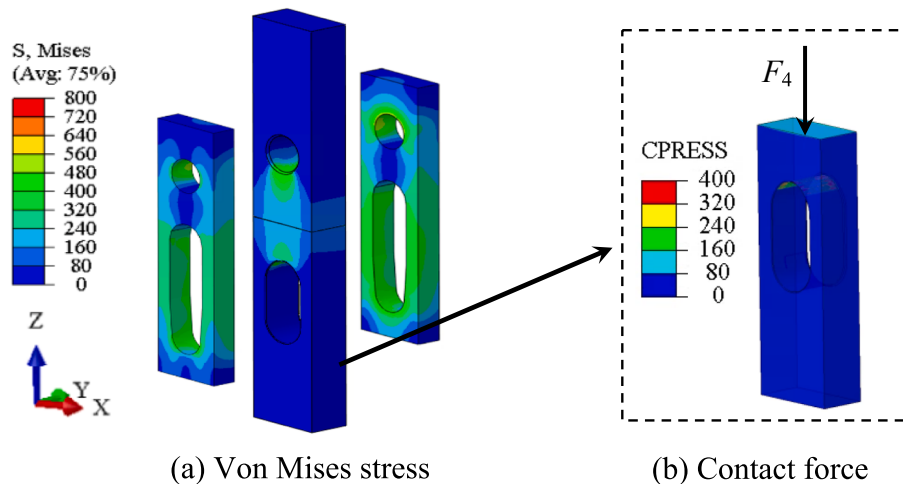 S, Mises
(Avg: 75%)
800
720
640
560
480
400
320
240
160
80
0
Z
Y
X
F4
CPRESS
400
320
240
160
80
0
(a) Von Mises stress
(b) Contact force